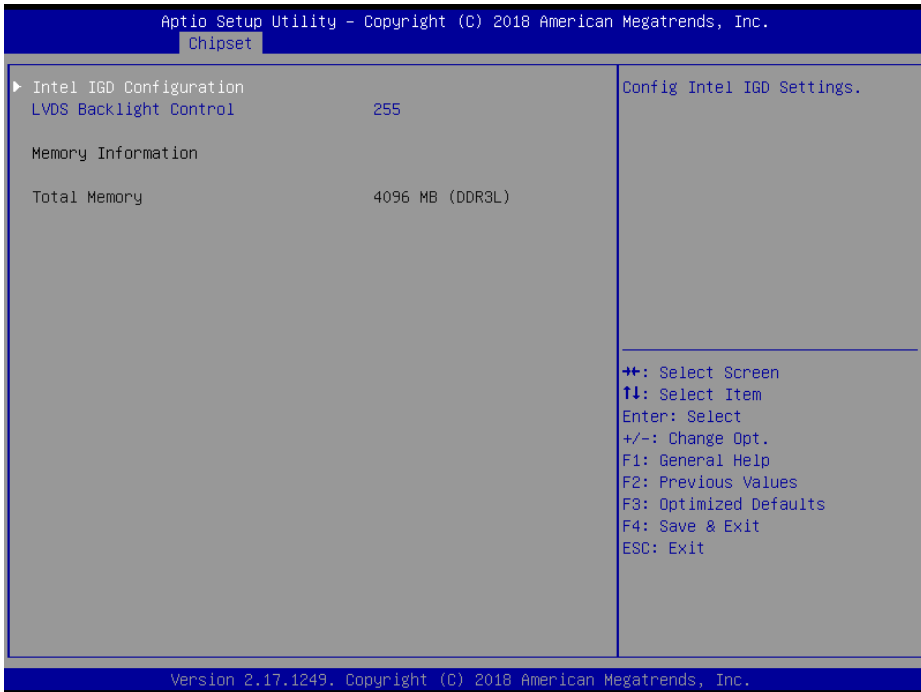 Aptio Setup Utility – Copyright (C) 2018 American Megatrends, Inc.
Chipset
Intel IGD Configuration
LVDS Backlight Control 255
Memory Information
Total Memory 4096 MB (DDR3L)
Config Intel IGD Settings.
→←: Select Screen
↑↓: Select Item
Enter: Select
+/-: Change Opt.
F1: General Help
F2: Previous Values
F3: Optimized Defaults
F4: Save & Exit
ESC: Exit
Version 2.17.1249. Copyright (C) 2018 American Megatrends, Inc.